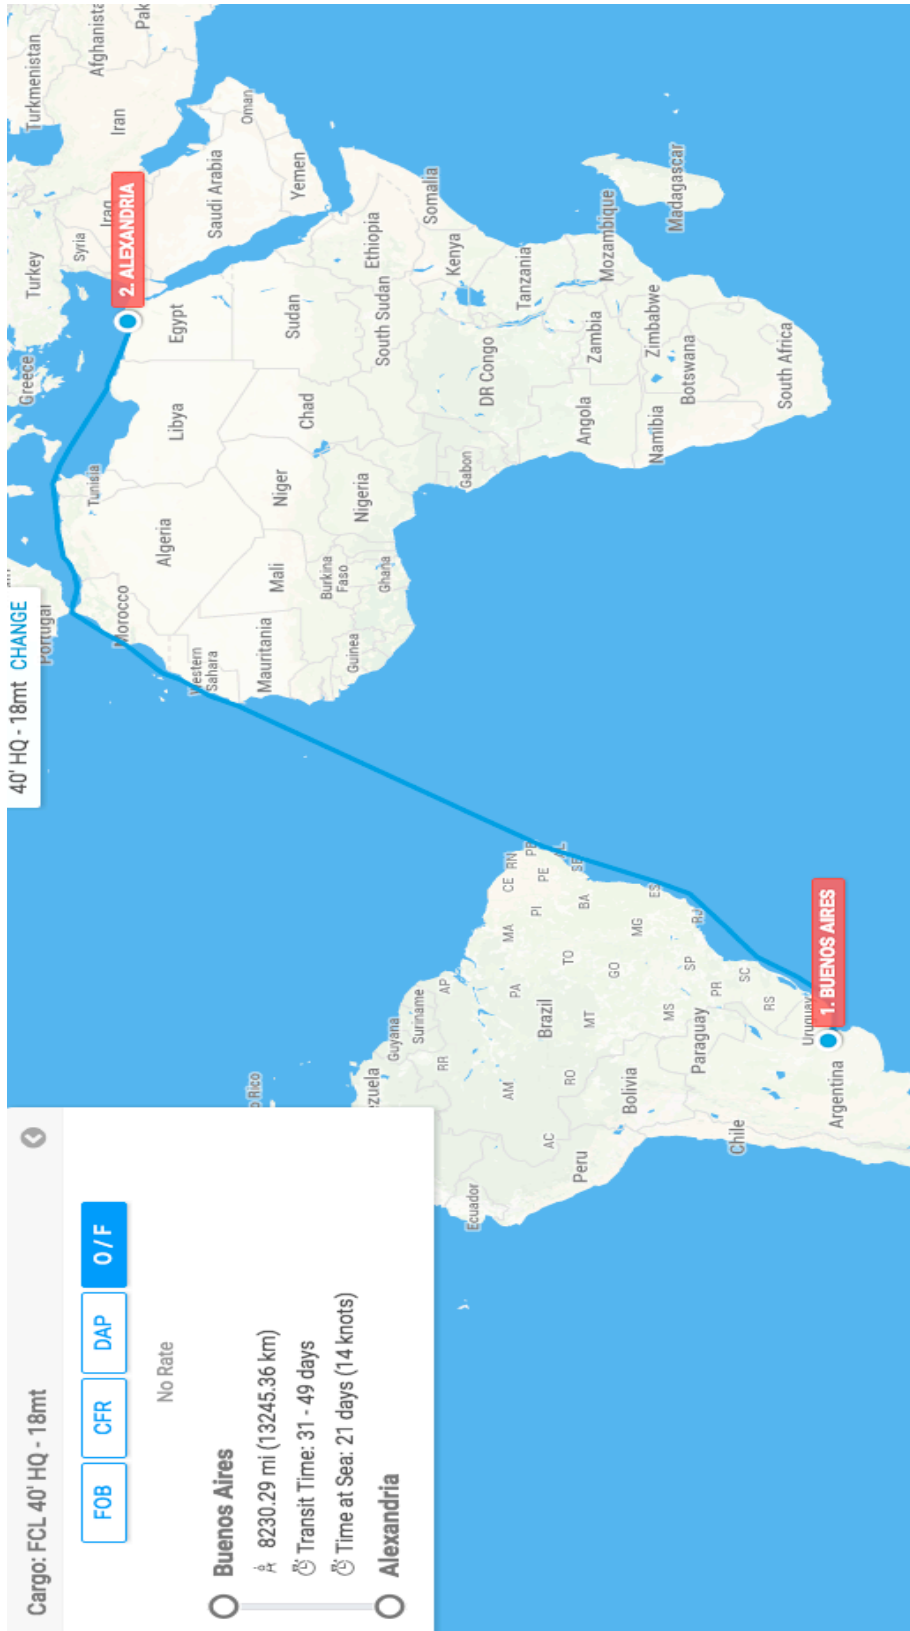 Cargo: FCL 40' HQ - 18mt
FOB
CFR
DAP
O / F
No Rate
Buenos Aires
8230.29 mi (13245.36 km)
Transit Time: 31 - 49 days
Time at Sea: 21 days (14 knots)
Alexandria
40' HQ - 18mt CHANGE
Portugal
Greece
Turkey
Turkmenistan
Afghanista
Pak
Syria
Iraq
Iran
2. ALEXANDRIA
Tunisia
Morocco
Algeria
Libya
Egypt
Saudi Arabia
Oman
Yemen
Western
Sahara
Mauritania
Mali
Niger
Chad
Sudan
Burkina
Faso
Guinea
Ghana
Nigeria
South Sudan
Ethiopia
Somalia
Gabon
DR Congo
Kenya
Tanzania
Angola
Zambia
Mozambique
Madagascar
Namibia
Zimbabwe
Botswana
South Africa
o Rico
zuela
Guyana
Suriname
Ecuador
RR
AP
AM
PA
MA
CE
RN
PI
PE
PB
AL
SE
Brazil
TO
BA
AC
RO
MT
GO
Peru
Bolivia
MG
ES
MS
SP
RJ
Paraguay
PR
SC
Chile
RS
Uruguay
1. BUENOS AIRES
Argentina